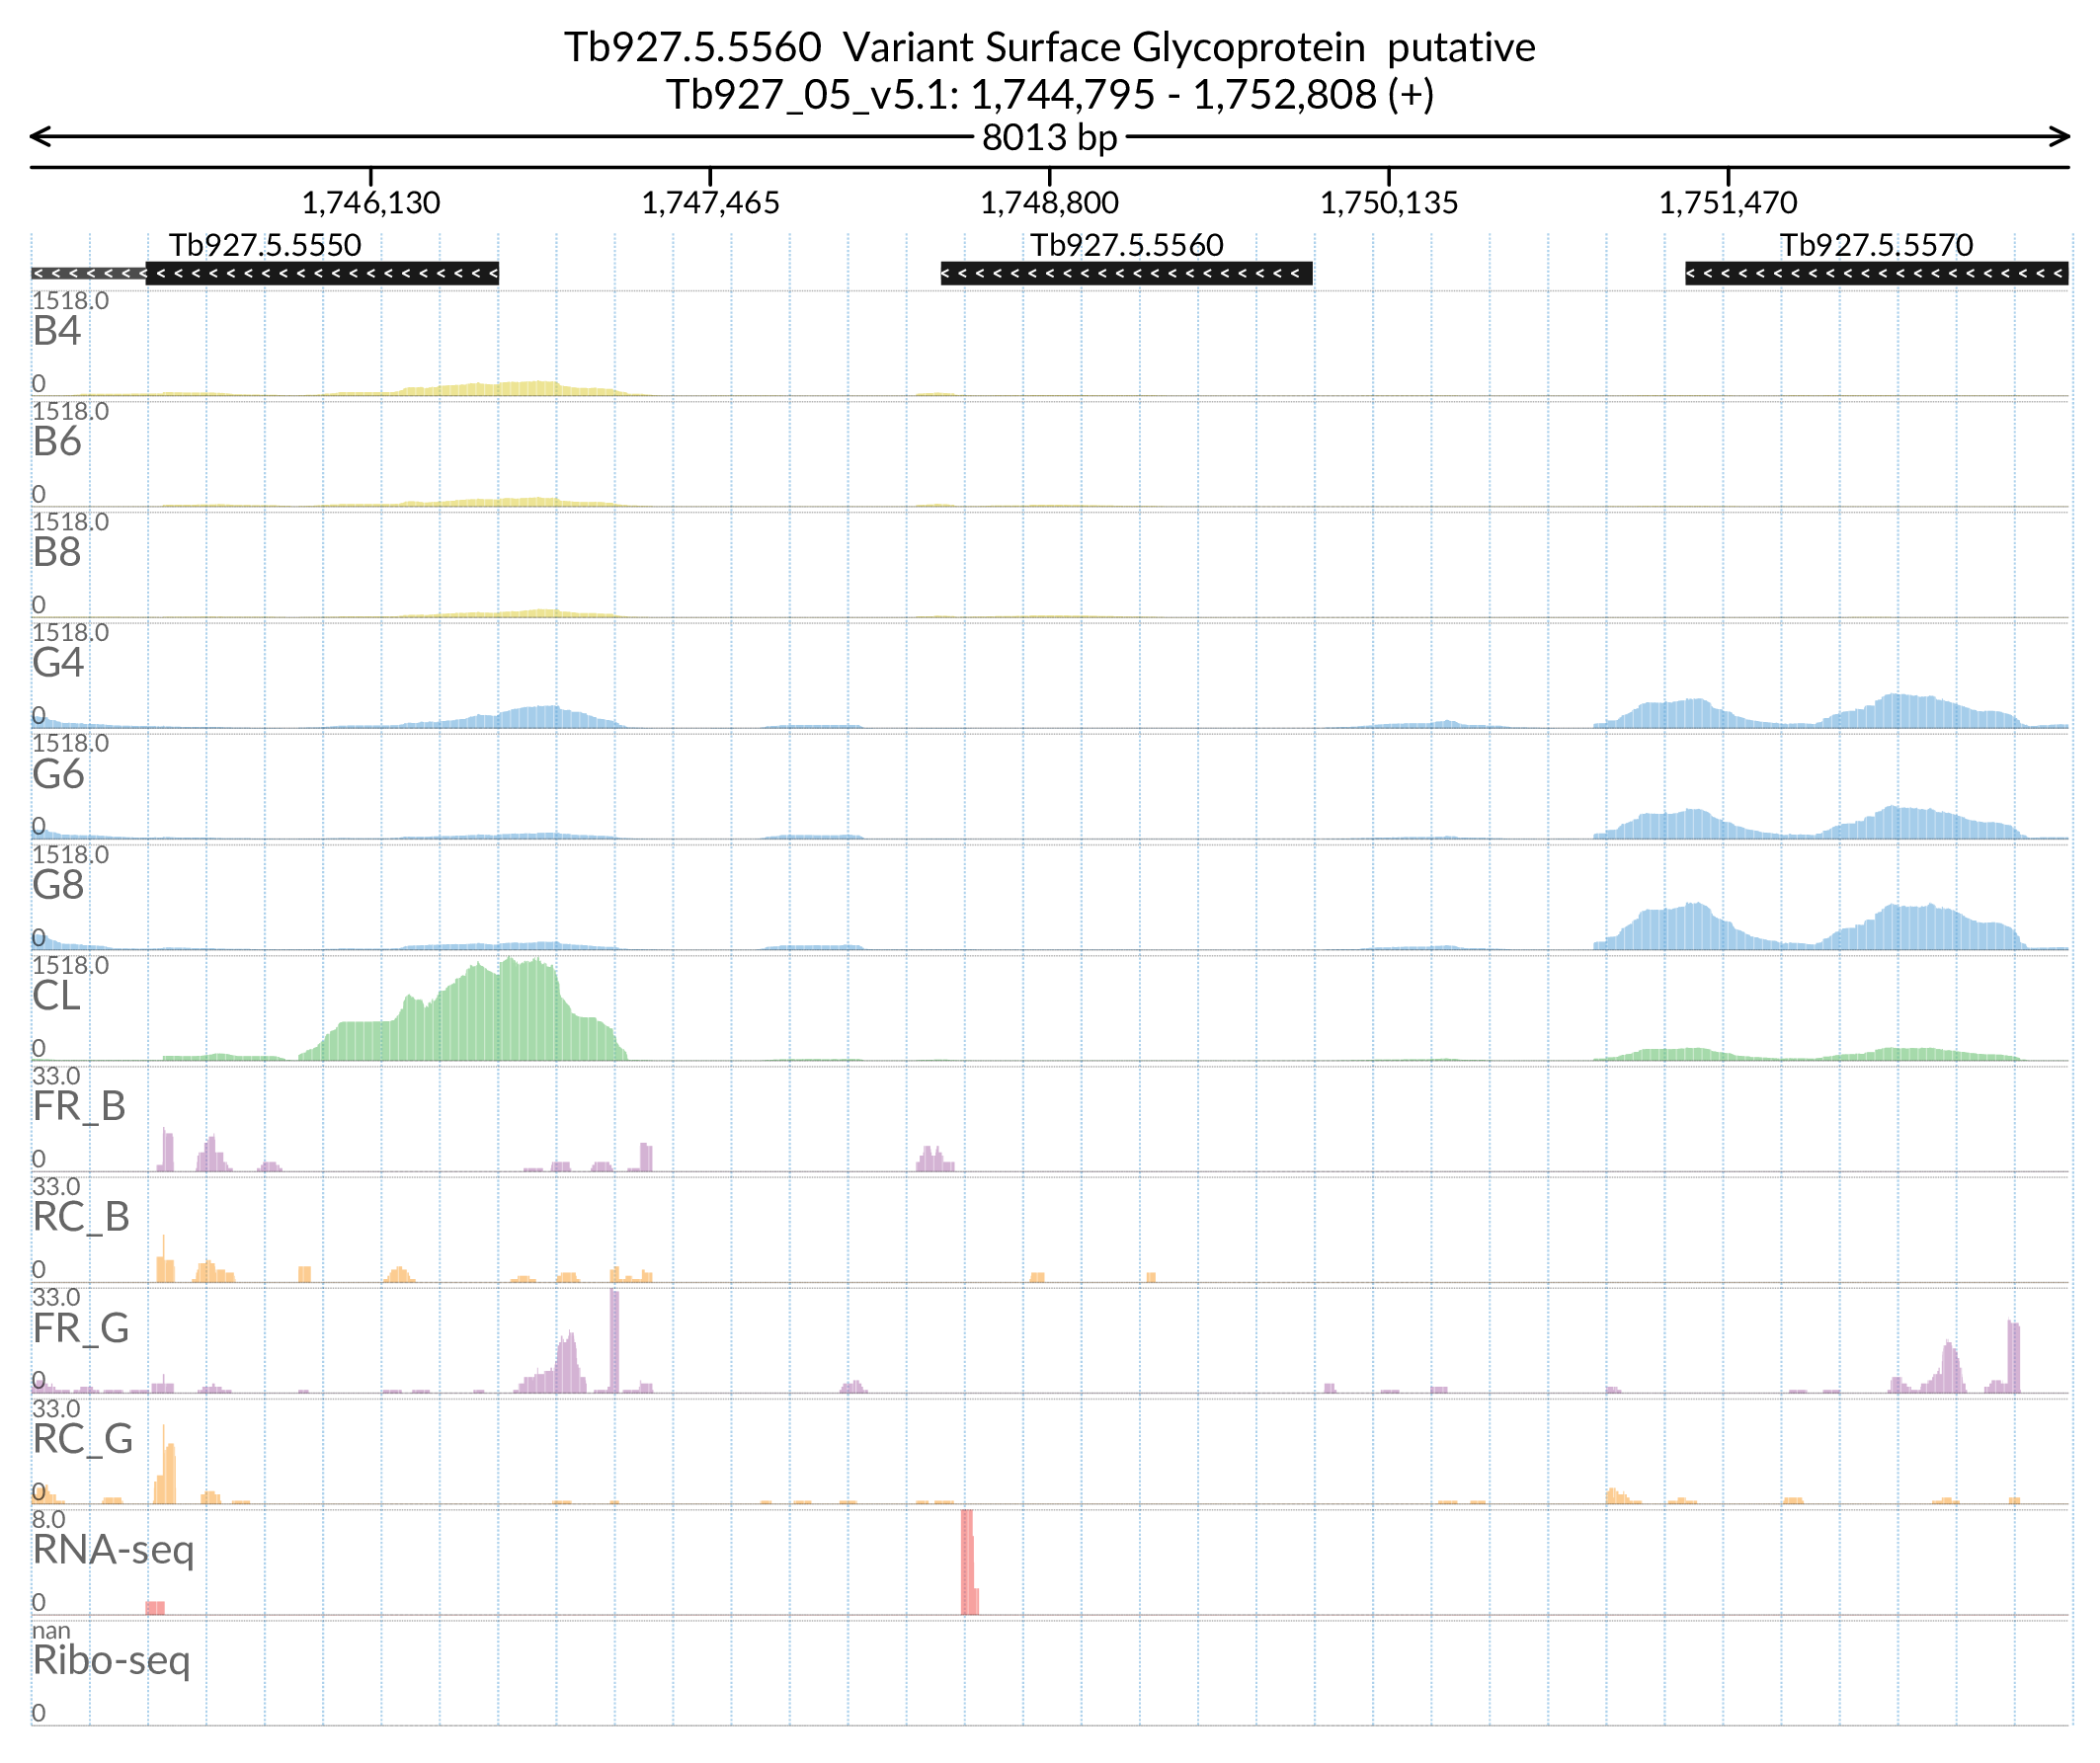 Tb927.5.5560  Variant Surface Glycoprotein  putative
Tb927_05_v5.1: 1,744,795 - 1,752,808 (+)
8013 bp
1,746,130 1,747,465 1,748,800 1,750,135 1,751,470
Tb927.5.5550 Tb927.5.5560 Tb927.5.5570
1518.0
B4
0
1518.0
B6
0
1518.0
B8
0
1518.0
G4
0
1518.0
G6
0
1518.0
G8
0
1518.0
CL
0
33.0
FR_B
0
33.0
RC_B
0
33.0
FR_G
0
33.0
RC_G
0
8.0
RNA-seq
0
nan
Ribo-seq
0